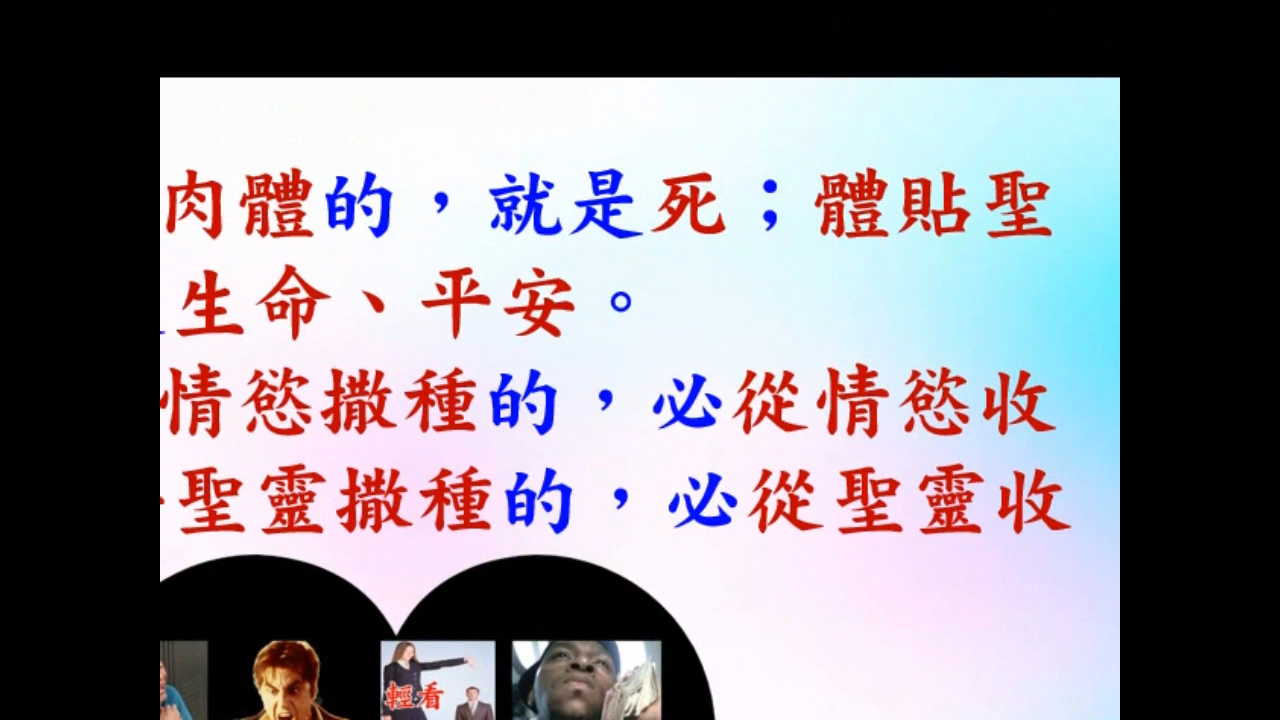 肉體的，就是死；體貼聖
生命、平安。
情慾撒種的，必從情慾收
聖靈撒種的，必從聖靈收
輕看